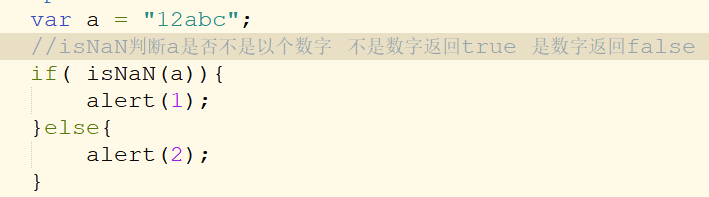 var a = "12abc";
//isNaN判断a是否不是以个数字 不是数字返回true 是数字返回false
if( isNaN(a)){
    alert(1);
}else{
    alert(2);
}